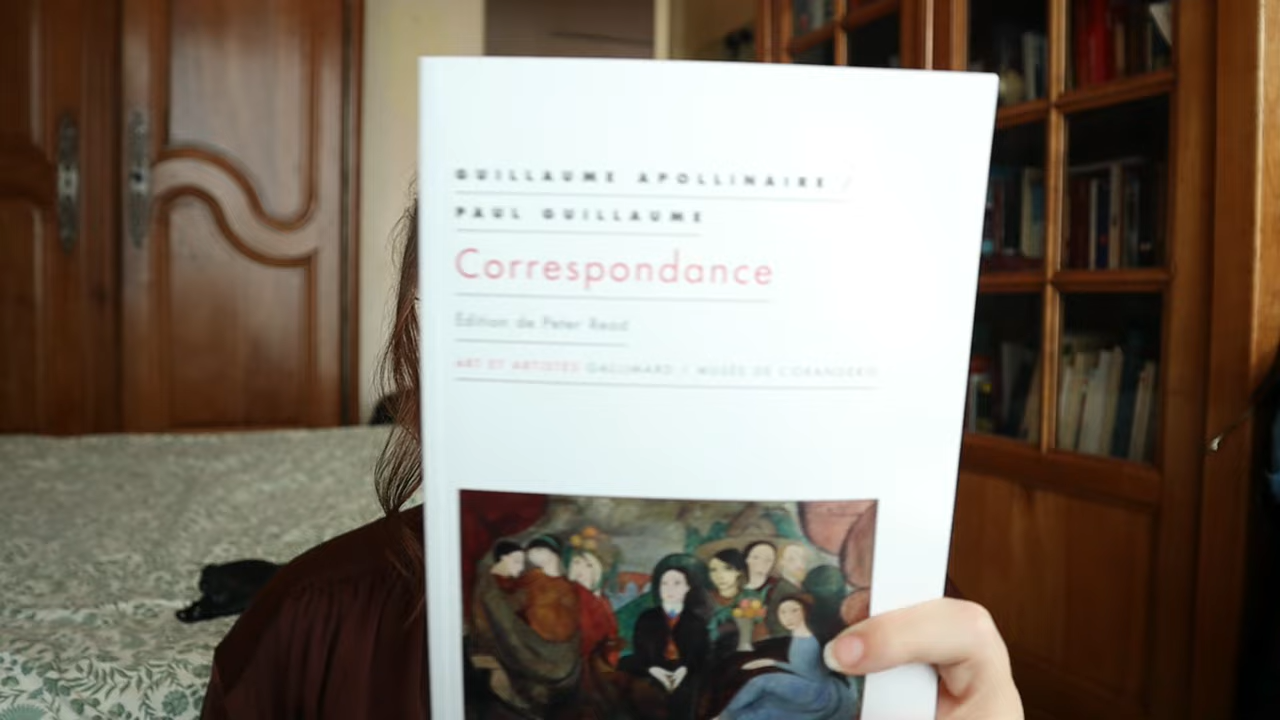 GUILLAUME APOLLINAIRE /
PAUL GUILLAUME
Correspondance
Édition de Peter Read
ART ET ARTISTES GALLIMARD / MUSÉE DE L'ORANGERIE